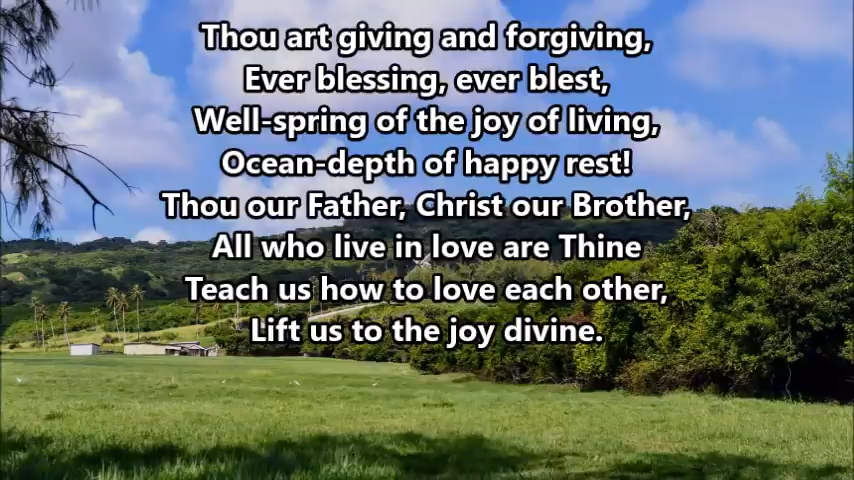 Thou art giving and forgiving,
Ever blessing, ever blest,
Well-spring of the joy of living,
Ocean-depth of happy rest!
Thou our Father, Christ our Brother,
All who live in love are Thine
Teach us how to love each other,
Lift us to the joy divine.